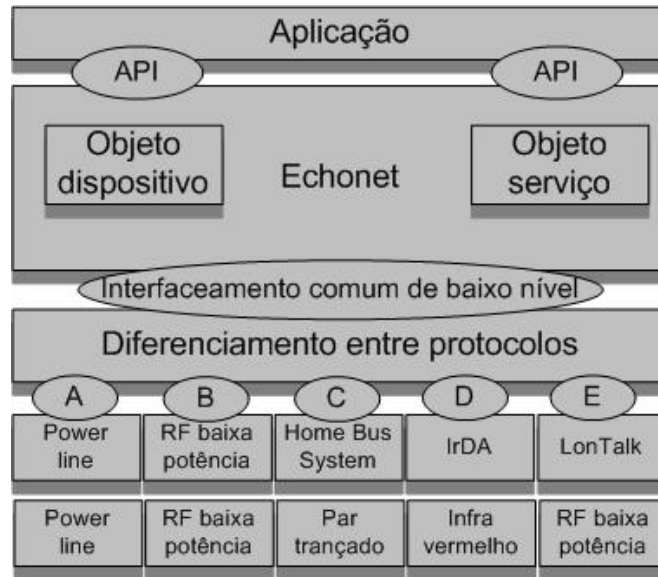 Aplicação
API
API
Objeto
dispositivo
Echonet
Objeto
serviço
Interfaceamento comum de baixo nível
Diferenciamento entre protocolos
A
B
C
D
E
Power
line
RF baixa
potência
Home Bus
System
IrDA
LonTalk
Power
line
RF baixa
potência
Par
trançado
Infra
vermelho
RF baixa
potência